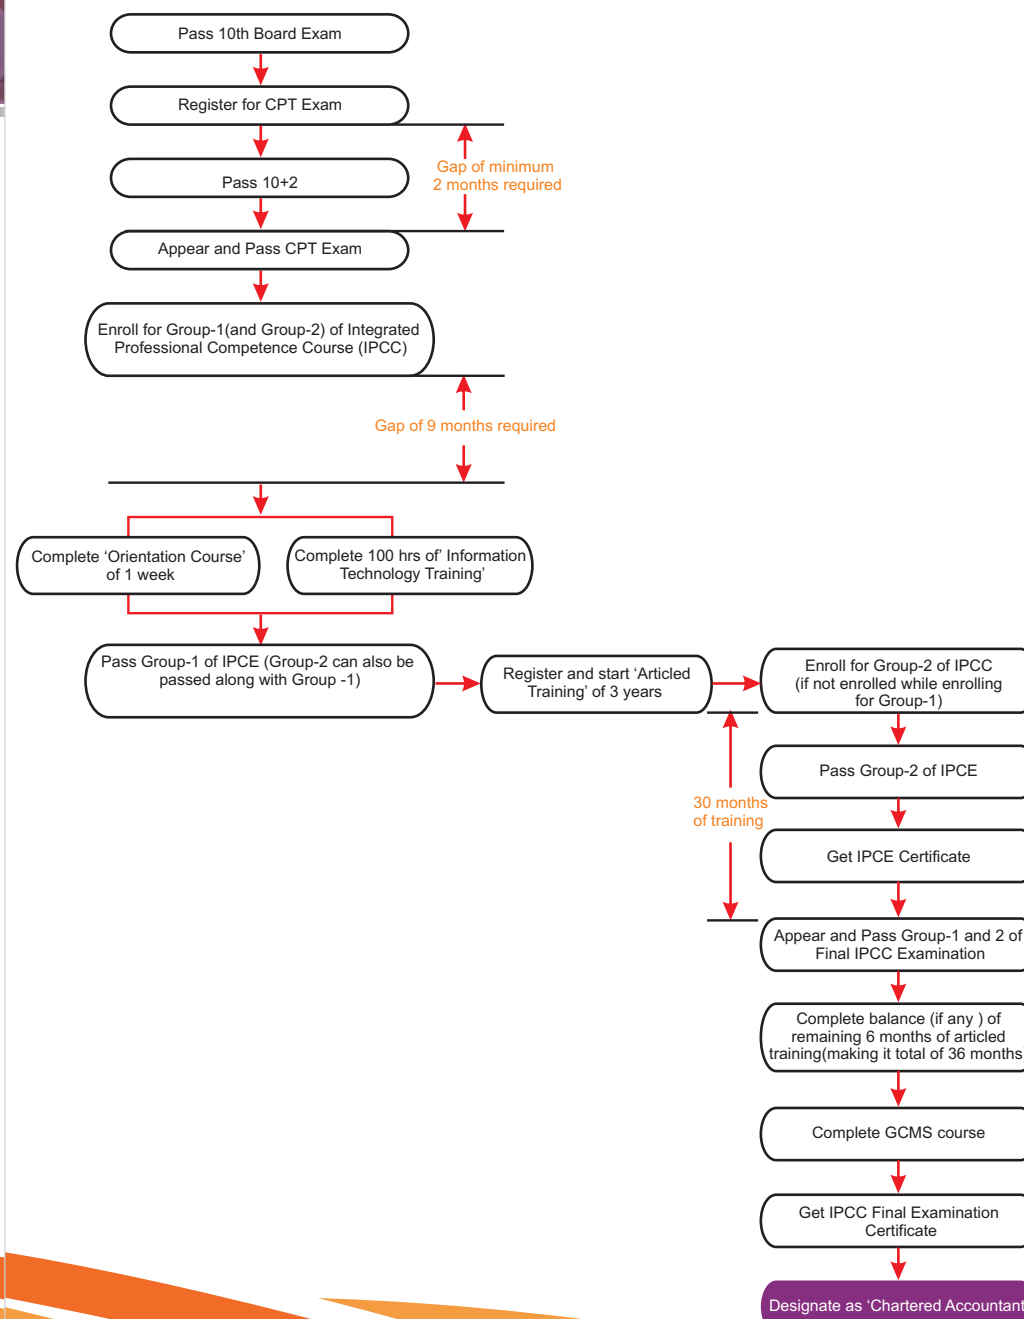 Pass 10th Board Exam
Register for CPT Exam
Gap of minimum
2 months required
Pass 10+2
Appear and Pass CPT Exam
Enroll for Group-1(and Group-2) of Integrated
Professional Competence Course (IPCC)
Gap of 9 months required
Complete ‘Orientation Course’
of 1 week
Complete 100 hrs of’ Information
Technology Training’
Pass Group-1 of IPCE (Group-2 can also be
passed along with Group -1)
Register and start ‘Articled
Training’ of 3 years
Enroll for Group-2 of IPCC
(if not enrolled while enrolling
for Group-1)
Pass Group-2 of IPCE
30 months
of training
Get IPCE Certificate
Appear and Pass Group-1 and 2 of
Final IPCC Examination
Complete balance (if any ) of
remaining 6 months of articled
training(making it total of 36 months)
Complete GCMS course
Get IPCC Final Examination
Certificate
Designate as ‘Chartered Accountant